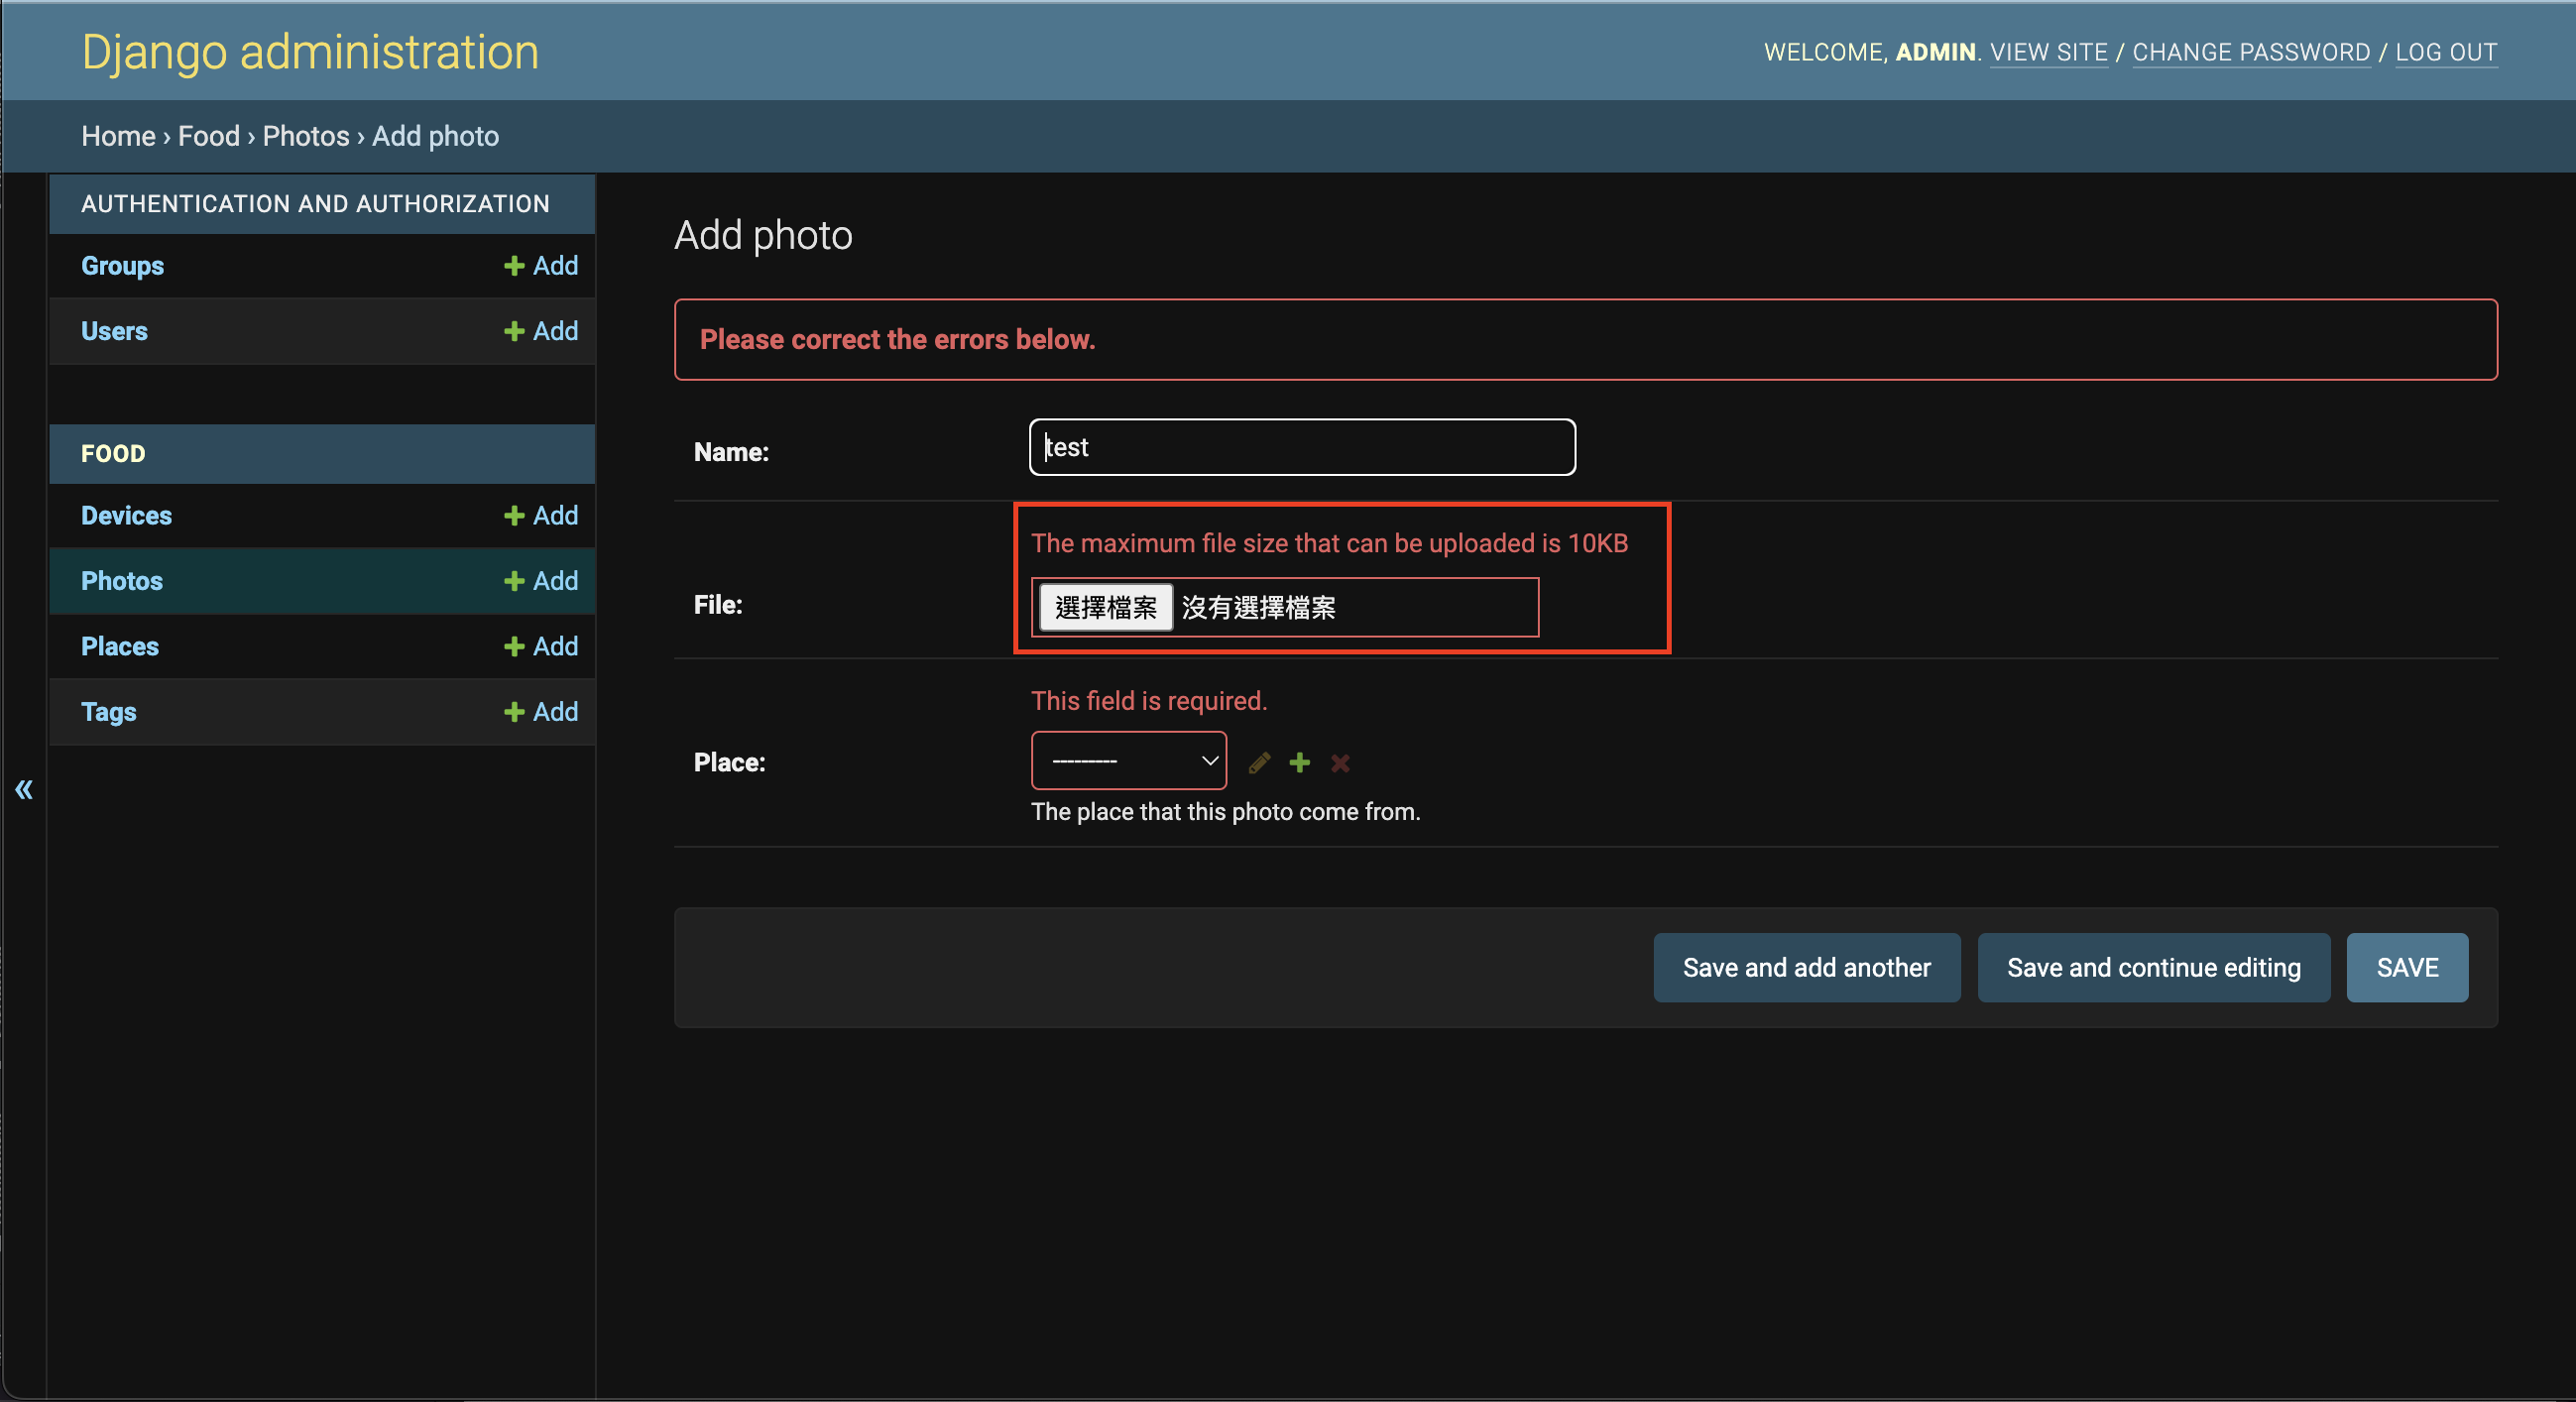 Django administration
WELCOME, ADMIN. VIEW SITE / CHANGE PASSWORD / LOG OUT
Home › Food › Photos › Add photo
AUTHENTICATION AND AUTHORIZATION
Groups
Add
Users
Add
FOOD
Devices
Add
Photos
Add
Places
Add
Tags
Add
«
Add photo
Please correct the errors below.
Name:
test
The maximum file size that can be uploaded is 10KB
File:
選擇檔案 沒有選擇檔案
This field is required.
Place:
---------
The place that this photo come from.
Save and add another
Save and continue editing
SAVE